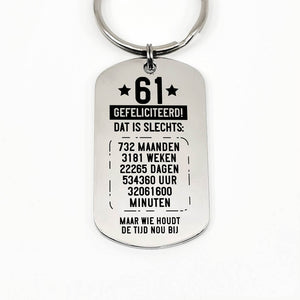 ★ 61 ★
GEFELICITEERD!
DAT IS SLECHTS:
732 MAANDEN
3181 WEKEN
22265 DAGEN
534360 UUR
32061600
MINUTEN
MAAR WIE HOUDT
DE TIJD NOU BIJ